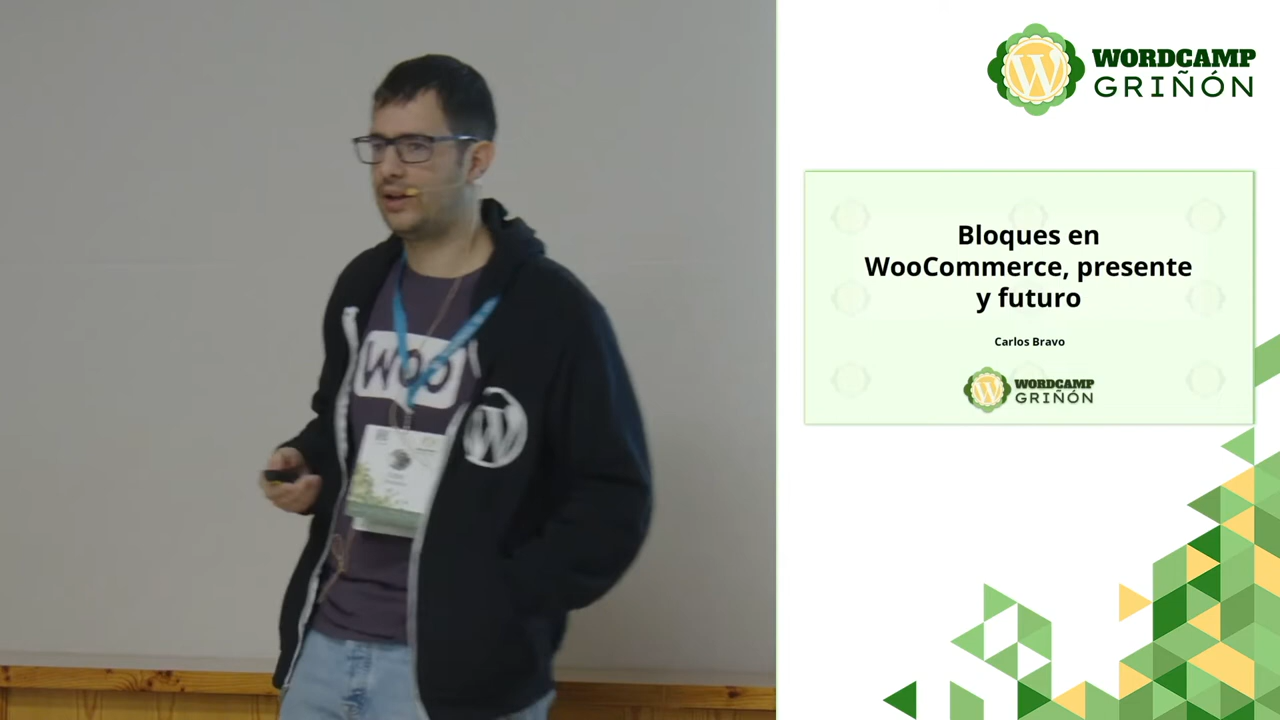 WORDCAMP
GRIÑÓN
Bloques en
WooCommerce, presente
y futuro
Carlos Bravo
WORDCAMP
GRIÑÓN
Woo